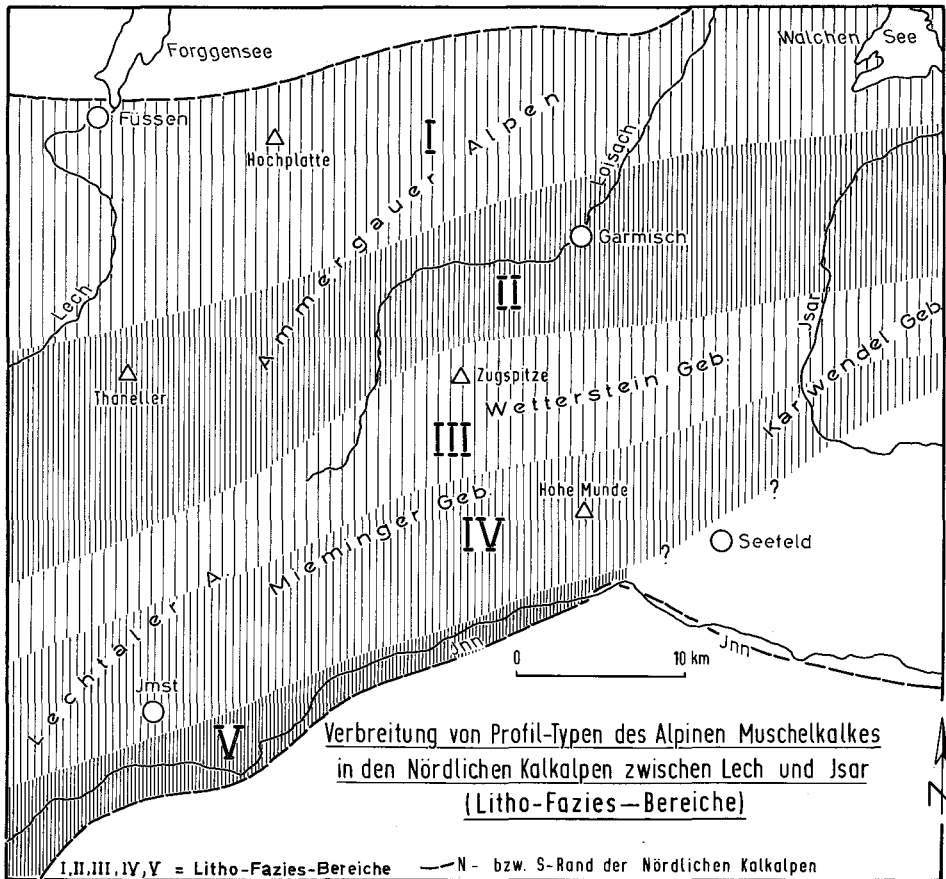 Forggensee
Walchen See
Füssen
Hochplatte
I
Ammergauer Alpen
Loisach
Garmisch
Lech
II
Jsar
Thaneller
Zugspitze
Wetterstein Geb.
Karwendel Geb.
III
Hohe Munde
Mieminger Geb.
IV
?
Seefeld
?
Lechtäler A.
Jnn
Jnn
0 10 km
Jmst
V
Verbreitung von Profil-Typen des Alpinen Muschelkalkes
in den Nördlichen Kalkalpen zwischen Lech und Jsar
(Litho-Fazies-Bereiche)
N
I,II,III,IV,V = Litho-Fazies-Bereiche N- bzw. S-Rand der Nördlichen Kalkalpen